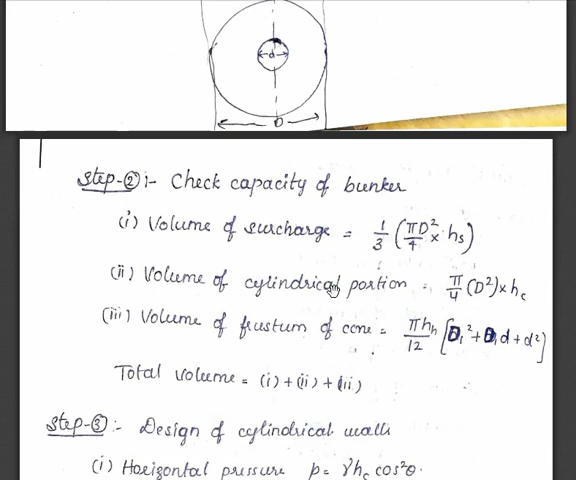 d
D
Step-②:- Check capacity of bunker
(i) Volume of surcharge = 1/3 (πD²/4 × hs)
(ii) Volume of cylindrical portion = π/4 (D²) × hc
(iii) Volume of frustum of cone = πhh/12 [D₁² + D₁d + d²]
Total volume = (i) + (ii) + (iii)
Step-③:- Design of cylindrical walls
(i) Horizontal pressure p = γhc cos²θ.